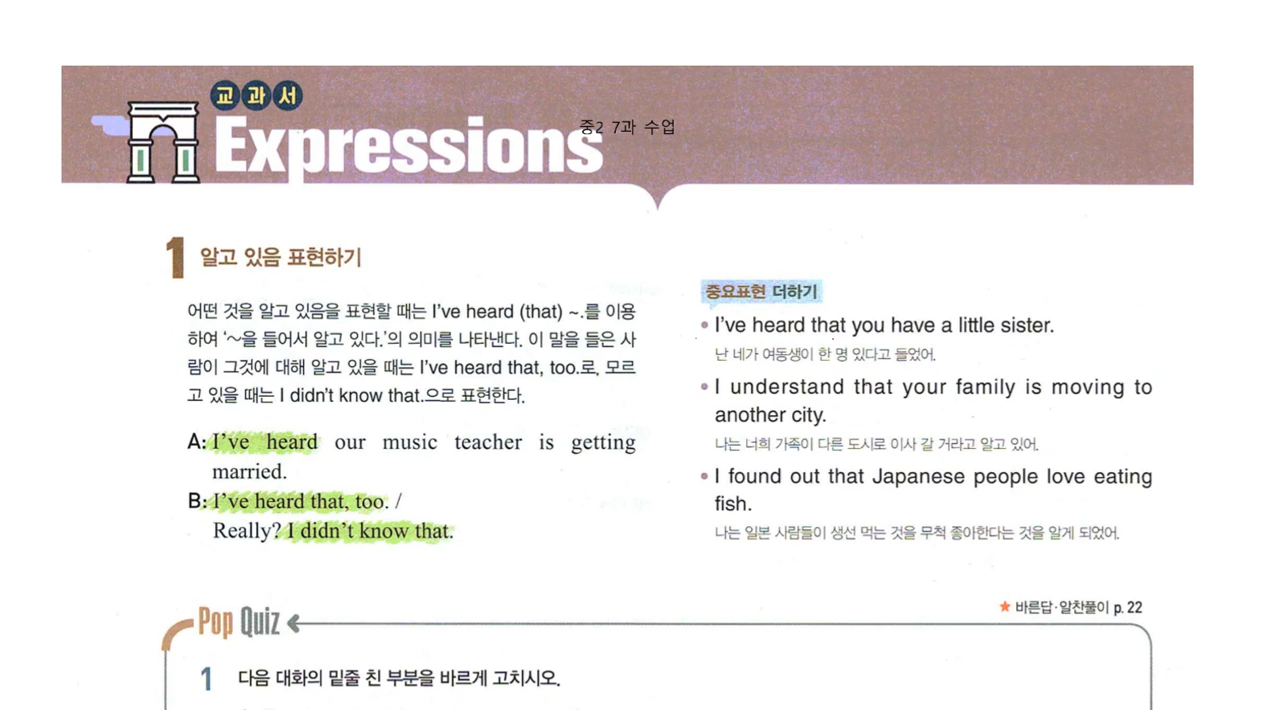 교과서
Expressions
중2 7과 수업
1 알고 있음 표현하기
어떤 것을 알고 있음을 표현할 때는 I've heard (that) ~.를 이용
하여 '~을 들어서 알고 있다.'의 의미를 나타낸다. 이 말을 들은 사
람이 그것에 대해 알고 있을 때는 I've heard that, too.로, 모르
고 있을 때는 I didn't know that.으로 표현한다.
A: I've heard our music teacher is getting
married.
B: I've heard that, too. /
Really? I didn't know that.
중요표현 더하기
• I've heard that you have a little sister.
난 네가 여동생이 한 명 있다고 들었어.
• I understand that your family is moving to
another city.
나는 너희 가족이 다른 도시로 이사 갈 거라고 알고 있어.
• I found out that Japanese people love eating
fish.
나는 일본 사람들이 생선 먹는 것을 무척 좋아한다는 것을 알게 되었어.
★ 바른답·알찬풀이 p. 22
Pop Quiz
1 다음 대화의 밑줄 친 부분을 바르게 고치시오.